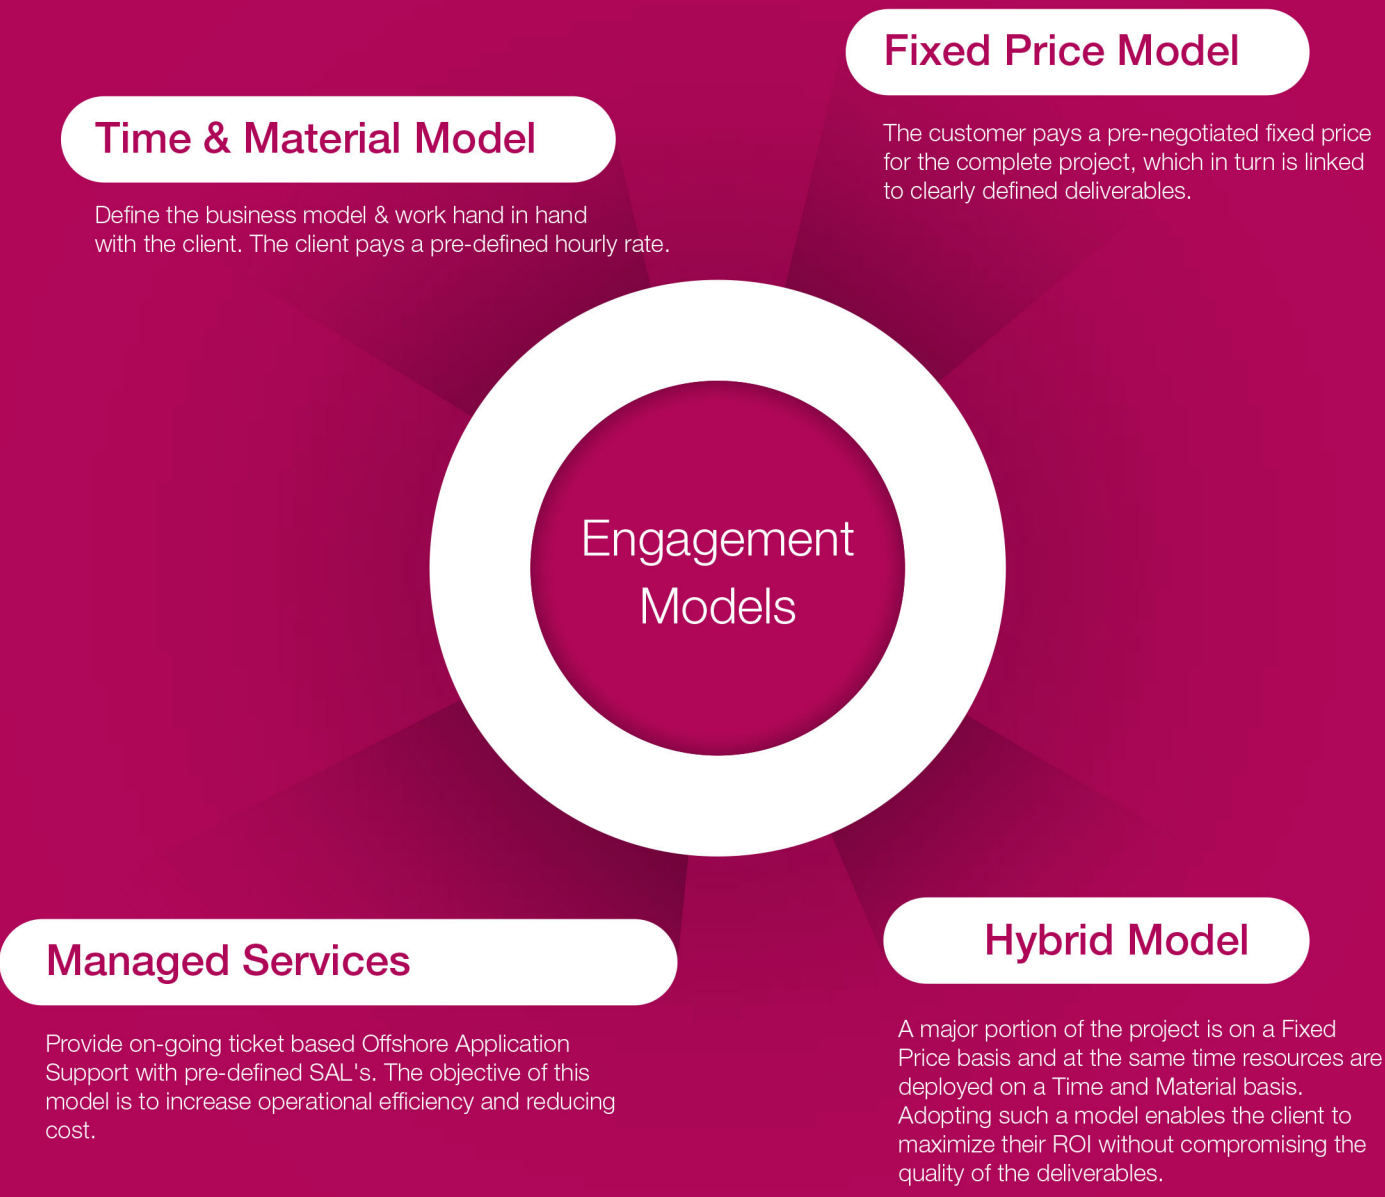 Time & Material Model
Define the business model & work hand in hand
with the client. The client pays a pre-defined hourly rate.
Fixed Price Model
The customer pays a pre-negotiated fixed price
for the complete project, which in turn is linked
to clearly defined deliverables.
Engagement
Models
Managed Services
Provide on-going ticket based Offshore Application
Support with pre-defined SAL's. The objective of this
model is to increase operational efficiency and reducing
cost.
Hybrid Model
A major portion of the project is on a Fixed
Price basis and at the same time resources are
deployed on a Time and Material basis.
Adopting such a model enables the client to
maximize their ROI without compromising the
quality of the deliverables.